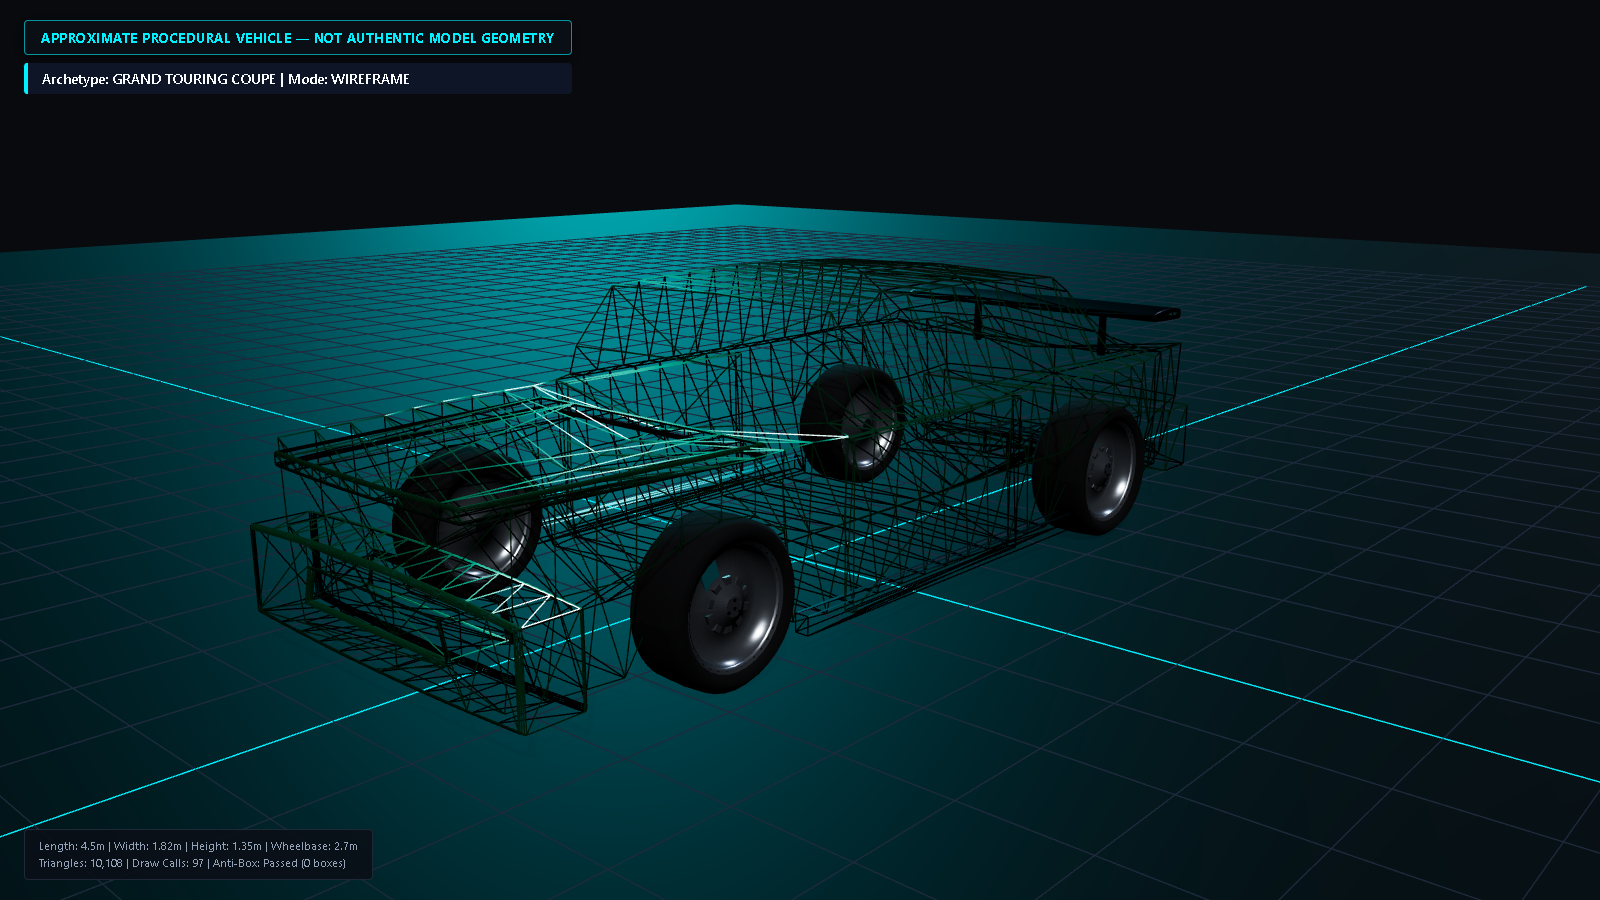 APPROXIMATE PROCEDURAL VEHICLE — NOT AUTHENTIC MODEL GEOMETRY
Archetype: GRAND TOURING COUPE | Mode: WIREFRAME
Length: 4.5m | Width: 1.82m | Height: 1.35m | Wheelbase: 2.7m
Triangles: 10,108 | Draw Calls: 97 | Anti-Box: Passed (0 boxes)